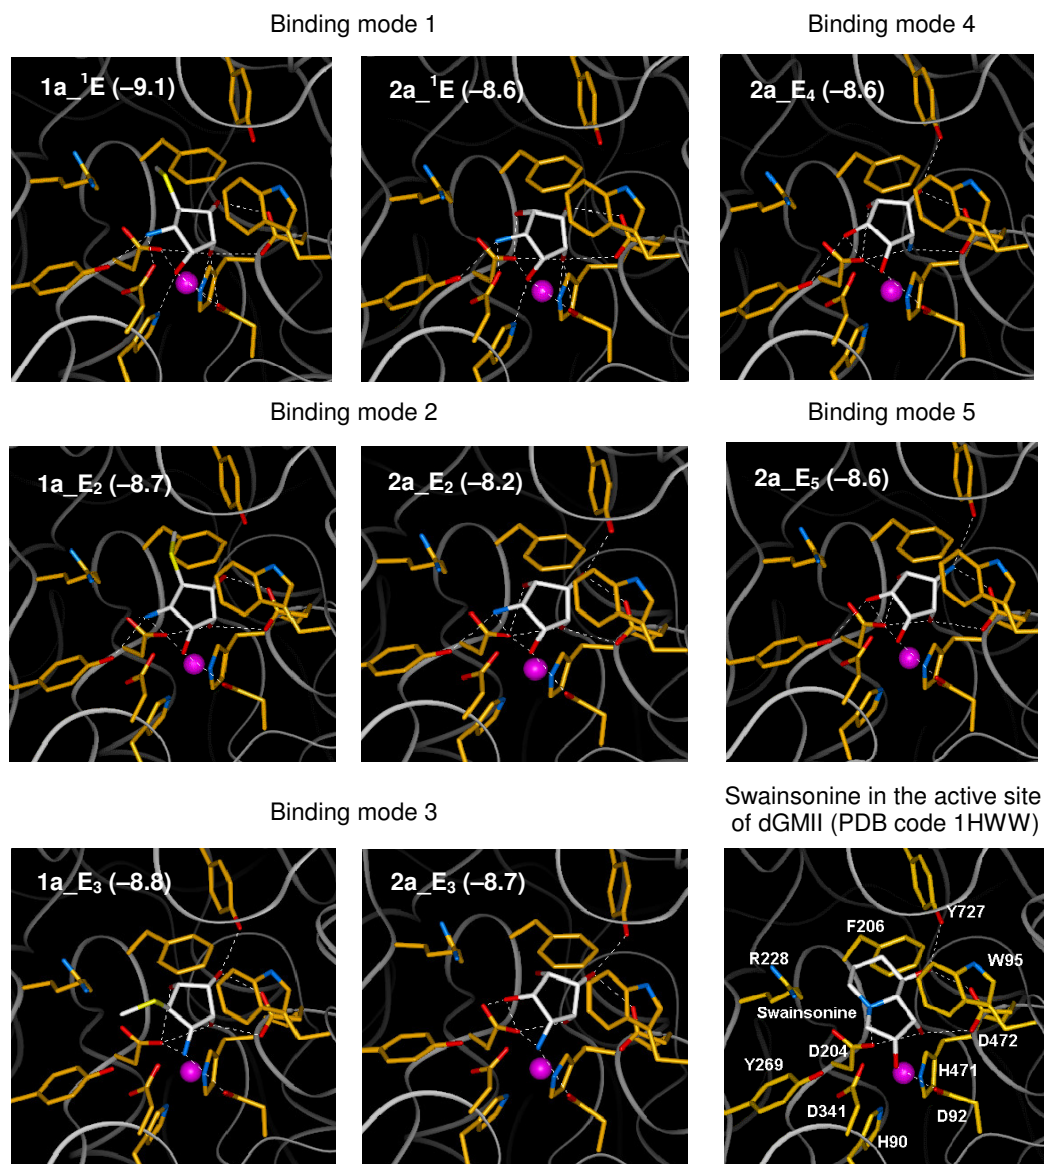 Binding mode 1
Binding mode 4
1a_¹E (–9.1)
2a_¹E (–8.6)
2a_E₄ (–8.6)
Binding mode 2
Binding mode 5
1a_E₂ (–8.7)
2a_E₂ (–8.2)
2a_E₅ (–8.6)
Binding mode 3
Swainsonine in the active site
of dGMII (PDB code 1HWW)
1a_E₃ (–8.8)
2a_E₃ (–8.7)
Y727
F206
R228
W95
Swainsonine
D472
D204
Y269
H471
D341
D92
H90